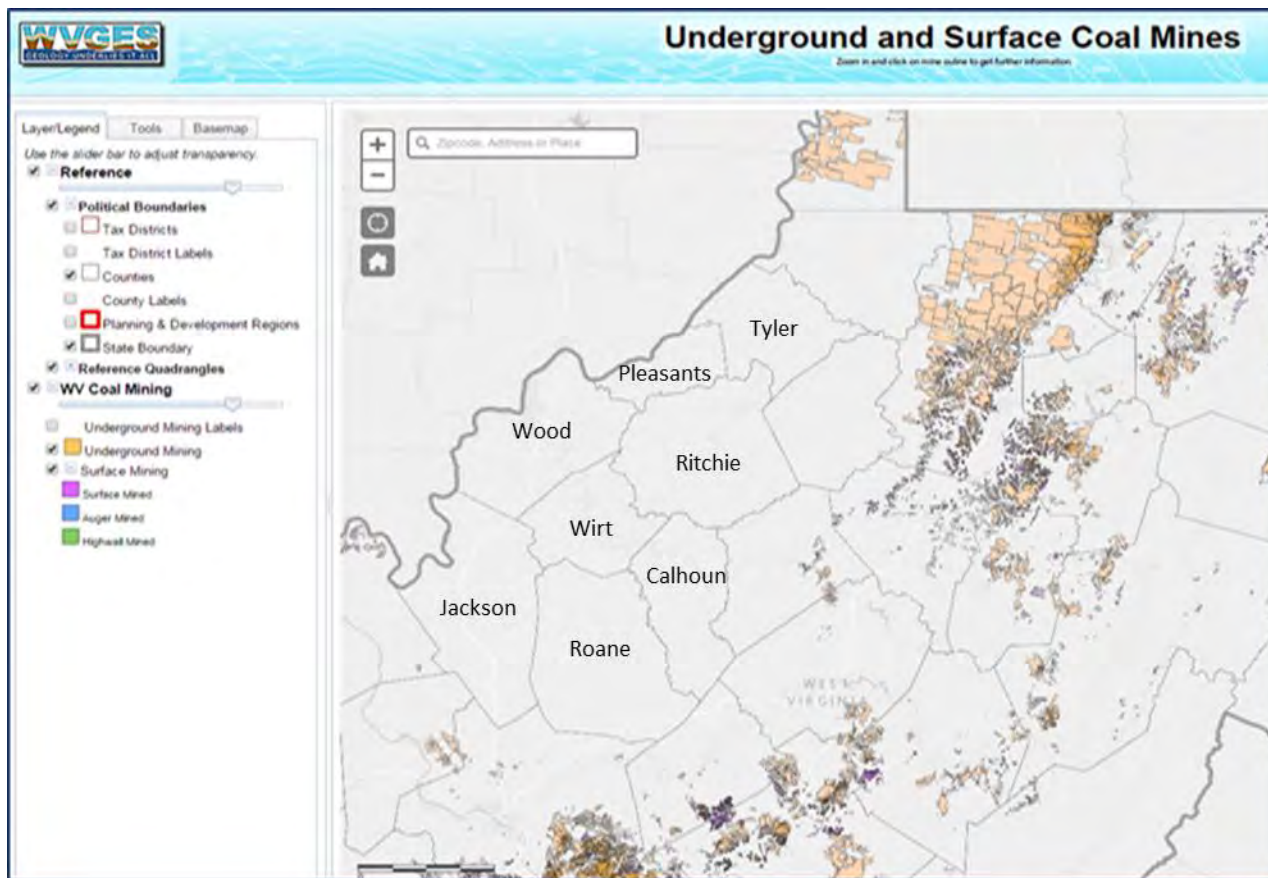 WVGES
GEOLOGY UNDERLIES IT ALL
Underground and Surface Coal Mines
Zoom in and click on mine outline to get further information.
Layer/Legend
Tools
Basemap
Use the slider bar to adjust transparency.
Reference
Political Boundaries
Tax Districts
Tax District Labels
Counties
County Labels
Planning & Development Regions
State Boundary
Reference Quadrangles
WV Coal Mining
Underground Mining Labels
Underground Mining
Surface Mining
Surface Mined
Auger Mined
Highwall Mined
+
Zipcode, Address or Place
−
Tyler
Pleasants
Wood
Ritchie
Wirt
Calhoun
Jackson
Roane
WEST
VIRGINIA